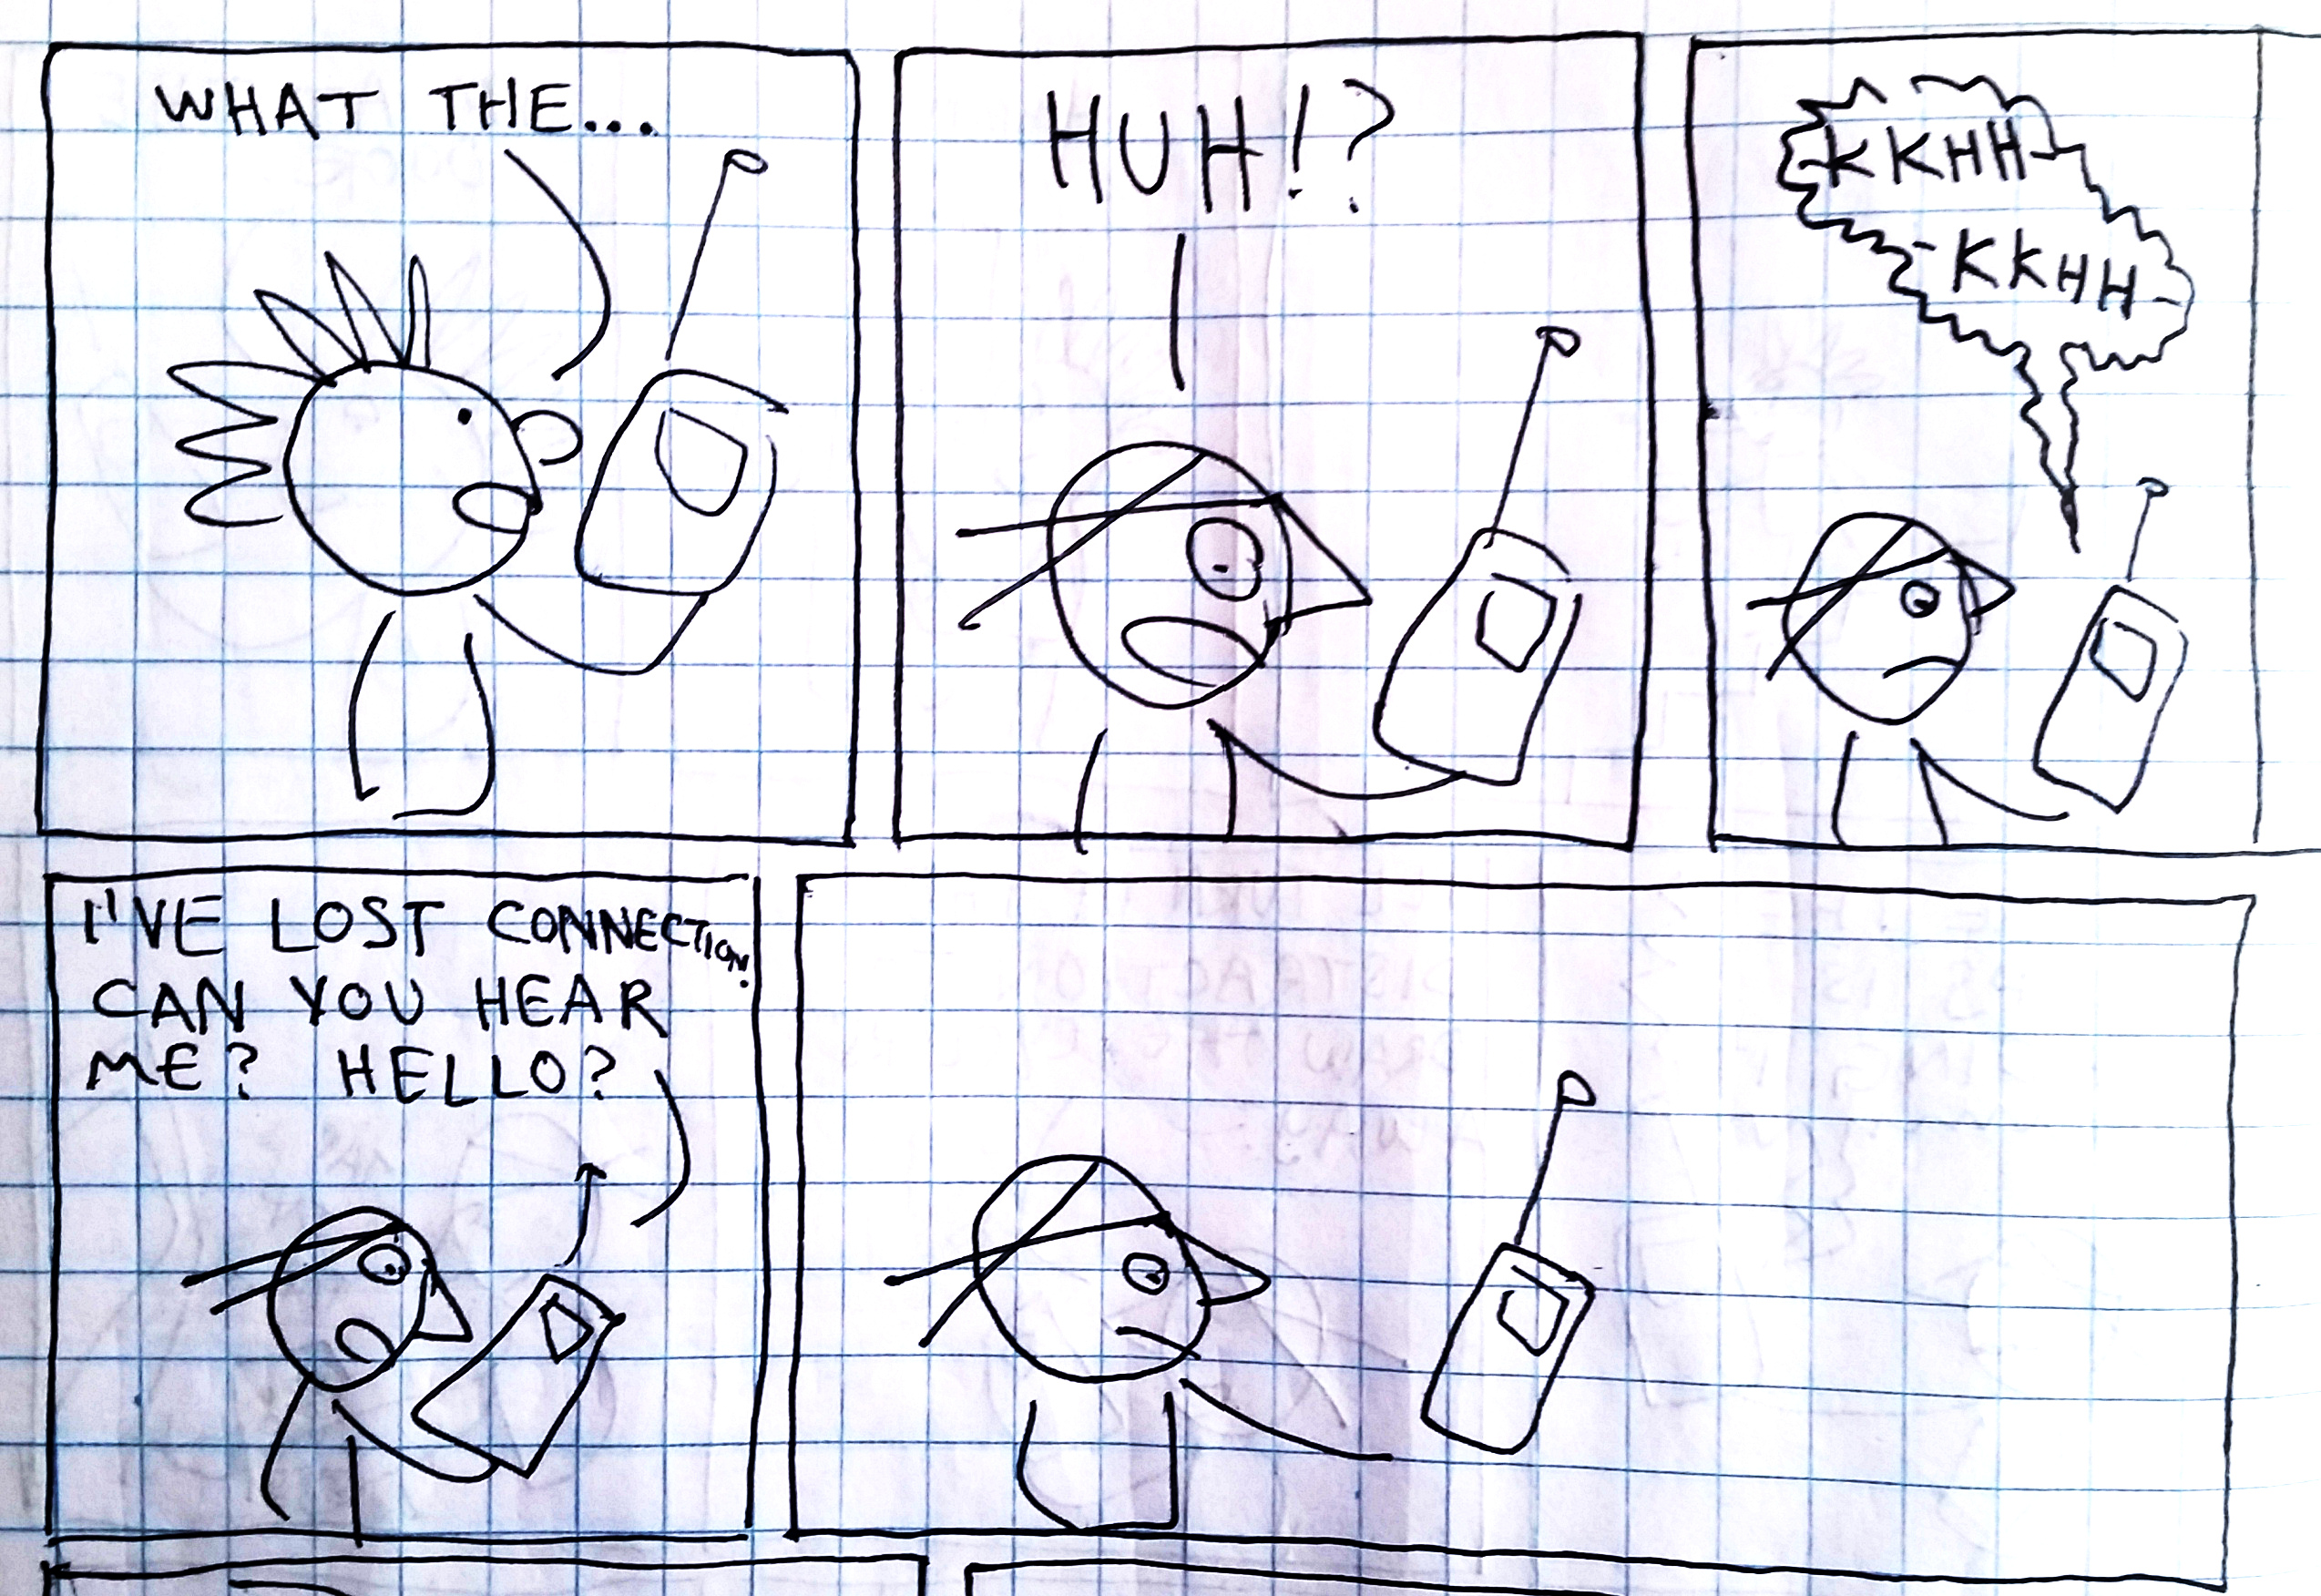 WHAT THE...
HUH!?
-KKHH-
-KKHH-
I'VE LOST CONNECTION.
CAN YOU HEAR
ME? HELLO?